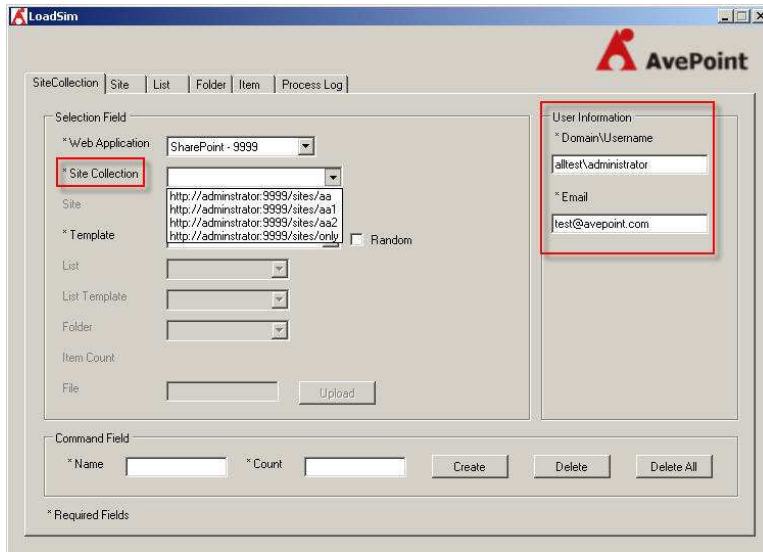 LoadSim
AvePoint
SiteCollection Site List Folder Item Process Log
Selection Field
* Web Application SharePoint - 9999
* Site Collection
http://adminstrator:9999/sites/aa
http://adminstrator:9999/sites/aa1
http://adminstrator:9999/sites/aa2
http://adminstrator:9999/sites/only
Site
* Template Random
List
List Template
Folder
Item Count
File Upload
User Information
* Domain\Username
alltest\administrator
* Email
test@avepoint.com
Command Field
* Name * Count Create Delete Delete All
* Required Fields